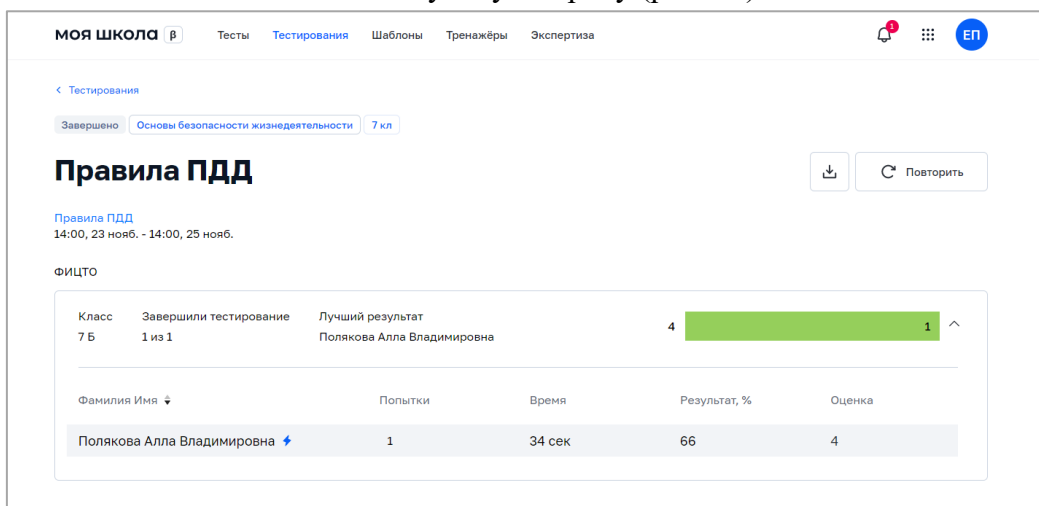 моя школа β Тесты Тестирования Шаблоны Тренажёры Экспертиза 1 ЕП
Тестирования
Завершено Основы безопасности жизнедеятельности 7 кл
Правила ПДД
Повторить
Правила ПДД
14:00, 23 нояб. - 14:00, 25 нояб.
ФИЦТО
Класс Завершили тестирование Лучший результат
7 Б 1 из 1 Полякова Алла Владимировна 4 1
Фамилия Имя Попытки Время Результат, % Оценка
Полякова Алла Владимировна 1 34 сек 66 4